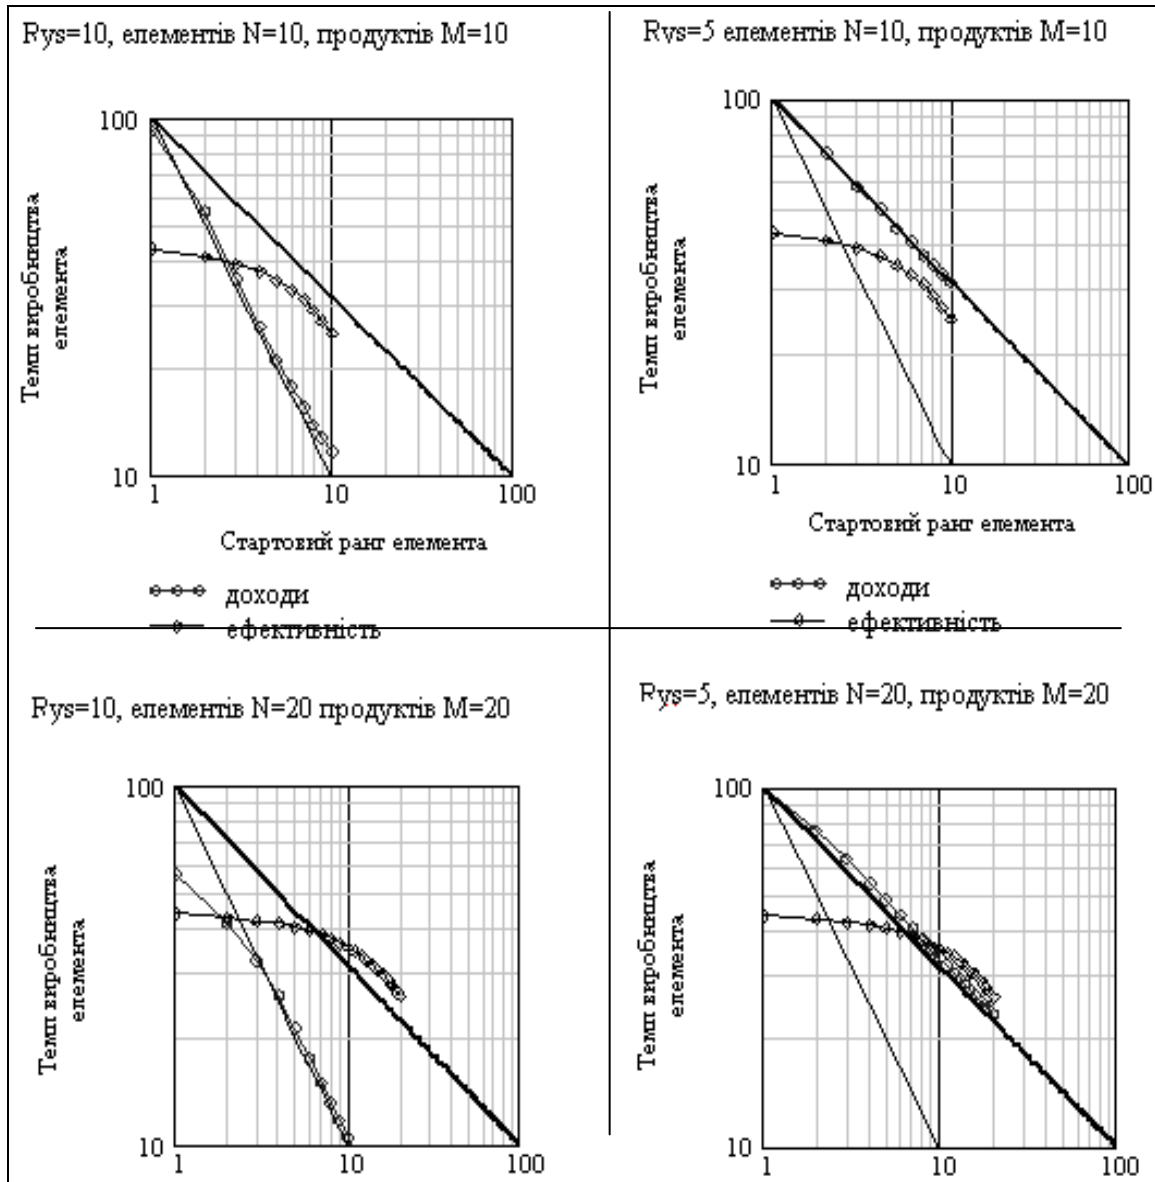 Rys=10, елементів N=10, продуктів M=10
100
10
1
10
100
Темп виробництва
елемента
Стартовий ранг елемента
доходи
ефективність
Rys=5 елементів N=10, продуктів M=10
100
10
1
10
100
Темп виробництва
елемента
Стартовий ранг елемента
доходи
ефективність
Rys=10, елементів N=20 продуктів M=20
100
10
1
10
100
Темп виробництва
елемента
Rys=5, елементів N=20, продуктів M=20
100
10
1
10
100
Темп виробництва
елемента